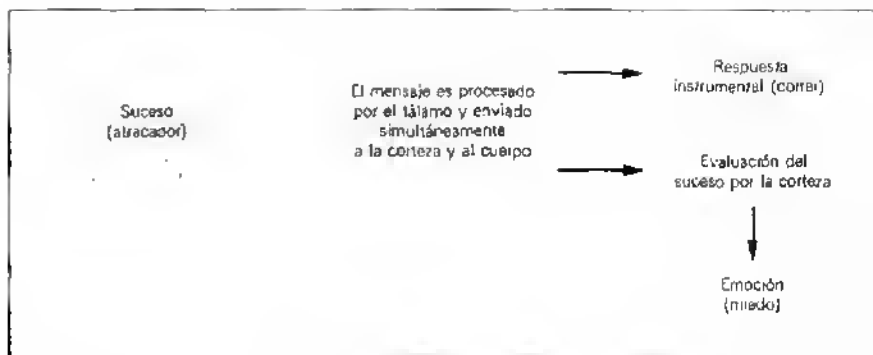 Suceso
(atracador)
El mensaje es procesado
por el tálamo y enviado
simultáneamente
a la corteza y al cuerpo
Respuesta
instrumental (correr)
Evaluación del
suceso por la corteza
Emoción
(miedo)